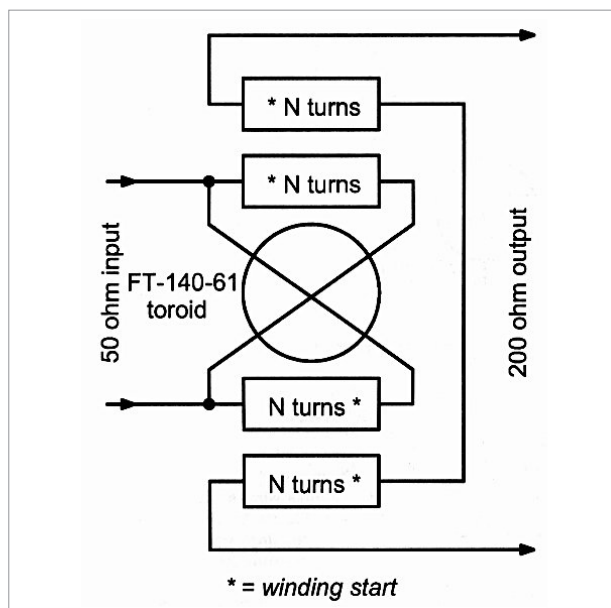 * N turns
* N turns
50 ohm input
FT-140-61
toroid
200 ohm output
N turns *
N turns *
* = winding start